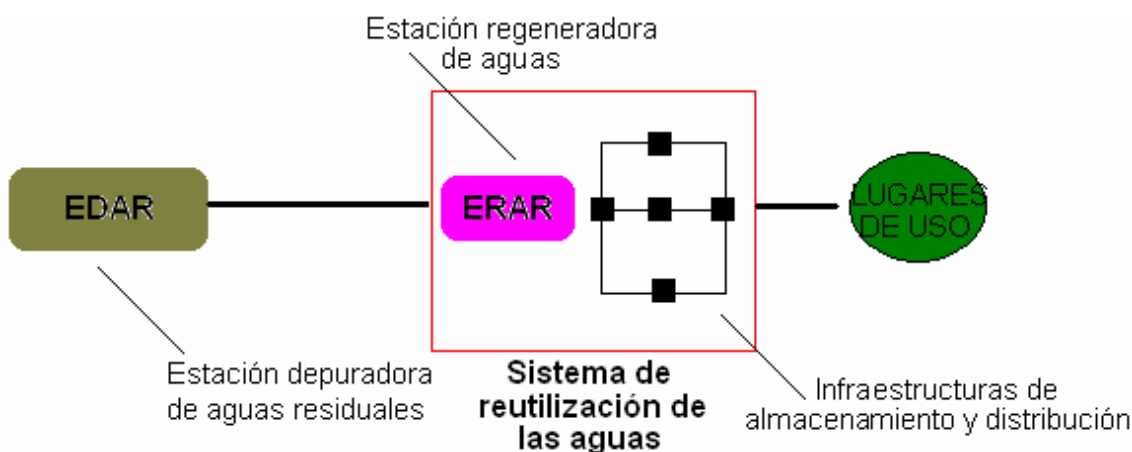 Estación regeneradora
de aguas
EDAR
ERAR
LUGARES
DE USO
Estación depuradora
de aguas residuales
Sistema de
reutilización de
las aguas
Infraestructuras de
almacenamiento y distribución